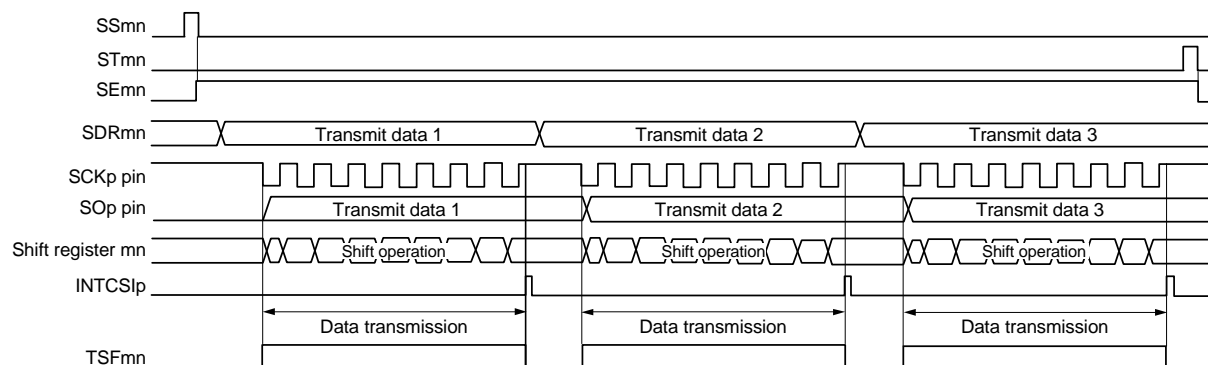 SSmn
STmn
SEmn
SDRmn Transmit data 1 Transmit data 2 Transmit data 3
SCKp pin
SOp pin Transmit data 1 Transmit data 2 Transmit data 3
Shift register mn Shift operation Shift operation Shift operation
INTCSIp
Data transmission Data transmission Data transmission
TSFmn